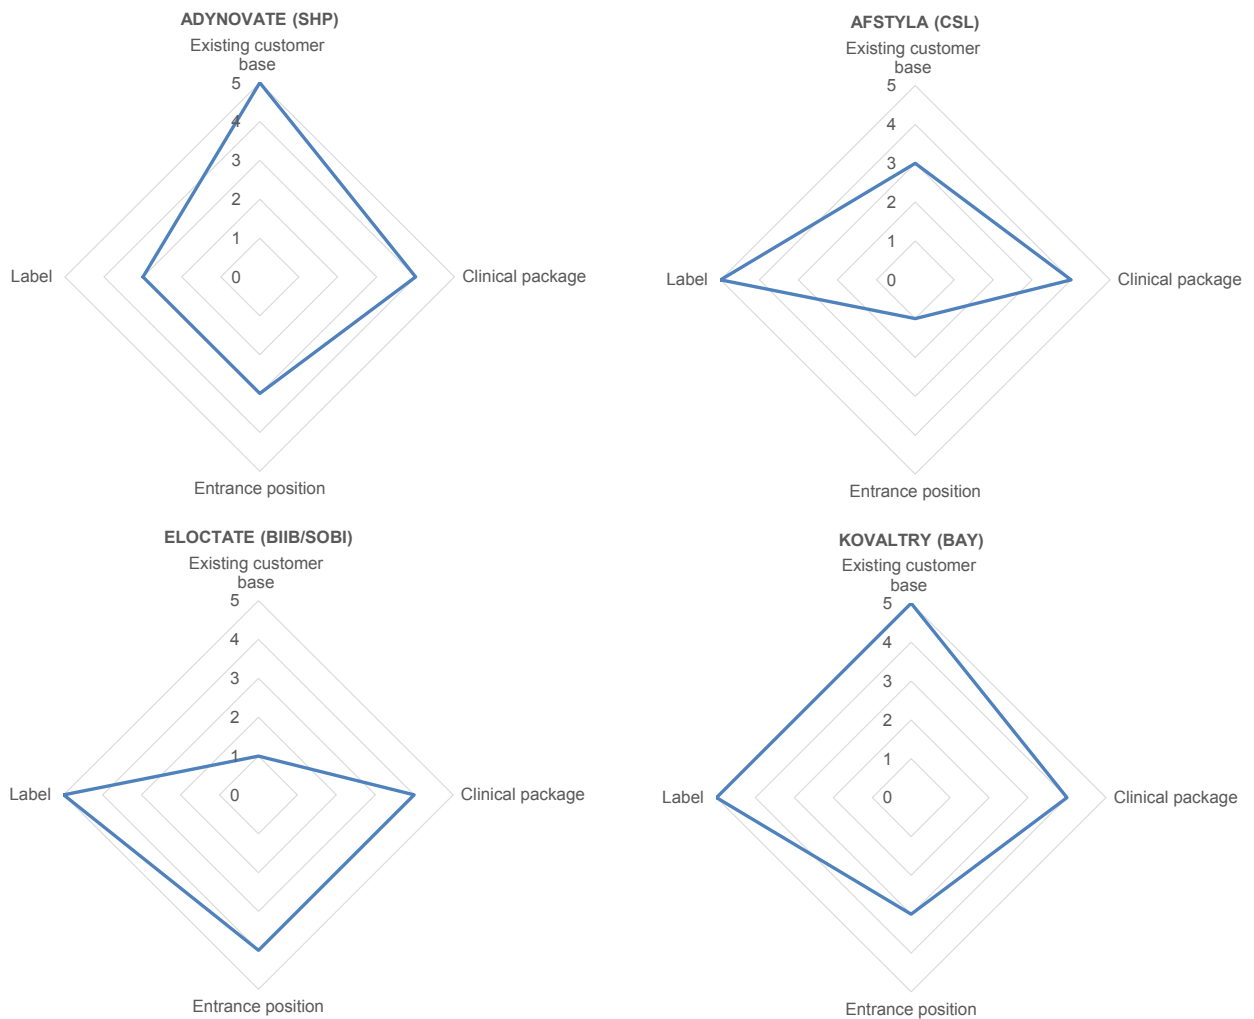 ADYNOVATE (SHP)
Existing customer
base
5
4
3
2
1
0
Label
Clinical package
Entrance position
AFSTYLA (CSL)
Existing customer
base
5
4
3
2
1
0
Label
Clinical package
Entrance position
ELOCTATE (BIIB/SOBI)
Existing customer
base
5
4
3
2
1
0
Label
Clinical package
Entrance position
KOVALTRY (BAY)
Existing customer
base
5
4
3
2
1
0
Label
Clinical package
Entrance position